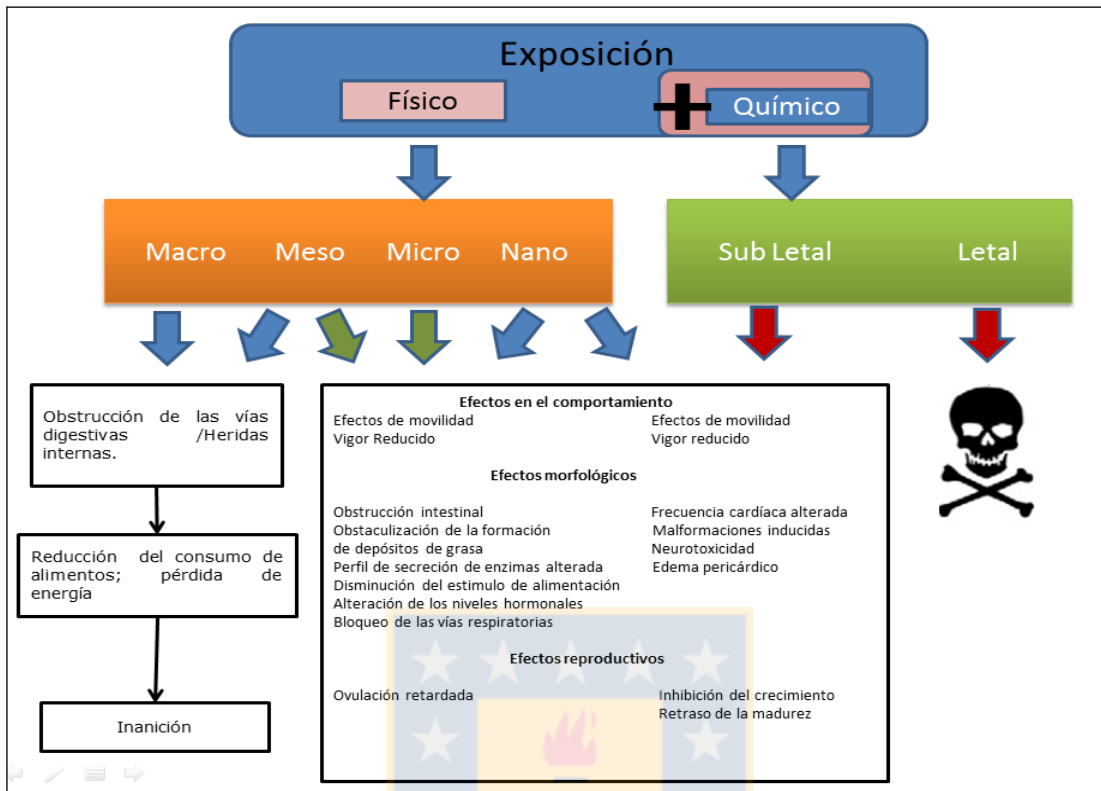 Exposición
Físico
Químico
Macro Meso Micro Nano
Sub Letal Letal
Obstrucción de las vías
digestivas /Heridas
internas.
Reducción del consumo de
alimentos; pérdida de
energía
Inanición
Efectos en el comportamiento
Efectos de movilidad
Vigor Reducido
Efectos de movilidad
Vigor reducido
Efectos morfológicos
Obstrucción intestinal
Obstaculización de la formación
de depósitos de grasa
Perfil de secreción de enzimas alterada
Disminución del estimulo de alimentación
Alteración de los niveles hormonales
Bloqueo de las vías respiratorias
Frecuencia cardíaca alterada
Malformaciones inducidas
Neurotoxicidad
Edema pericárdico
Efectos reproductivos
Ovulación retardada
Inhibición del crecimiento
Retraso de la madurez